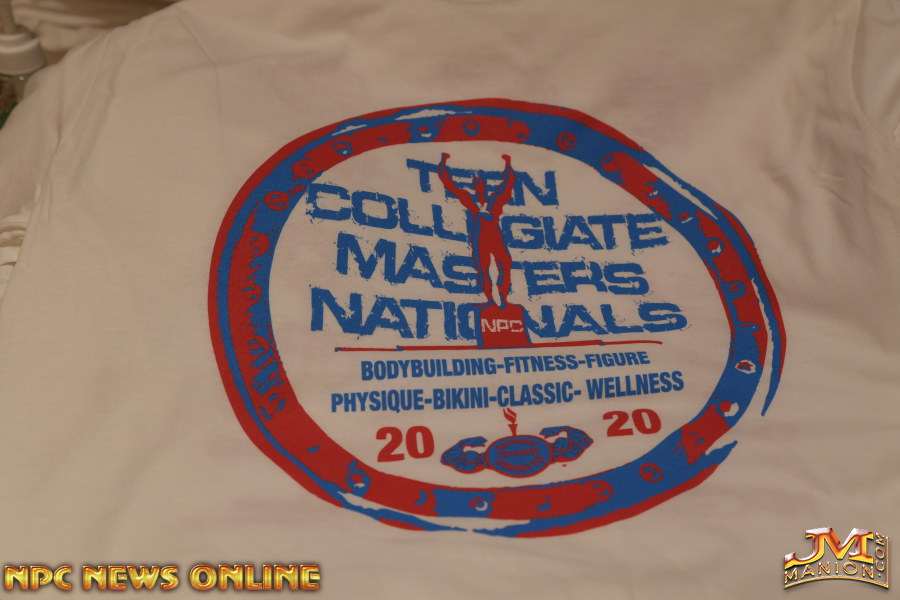 TEEN
COLLEGIATE
MASTERS
NATIONALS
NPC
BODYBUILDING-FITNESS-FIGURE
PHYSIQUE-BIKINI-CLASSIC- WELLNESS
20 20
NPC NEWS ONLINE
JM
MANION.COM